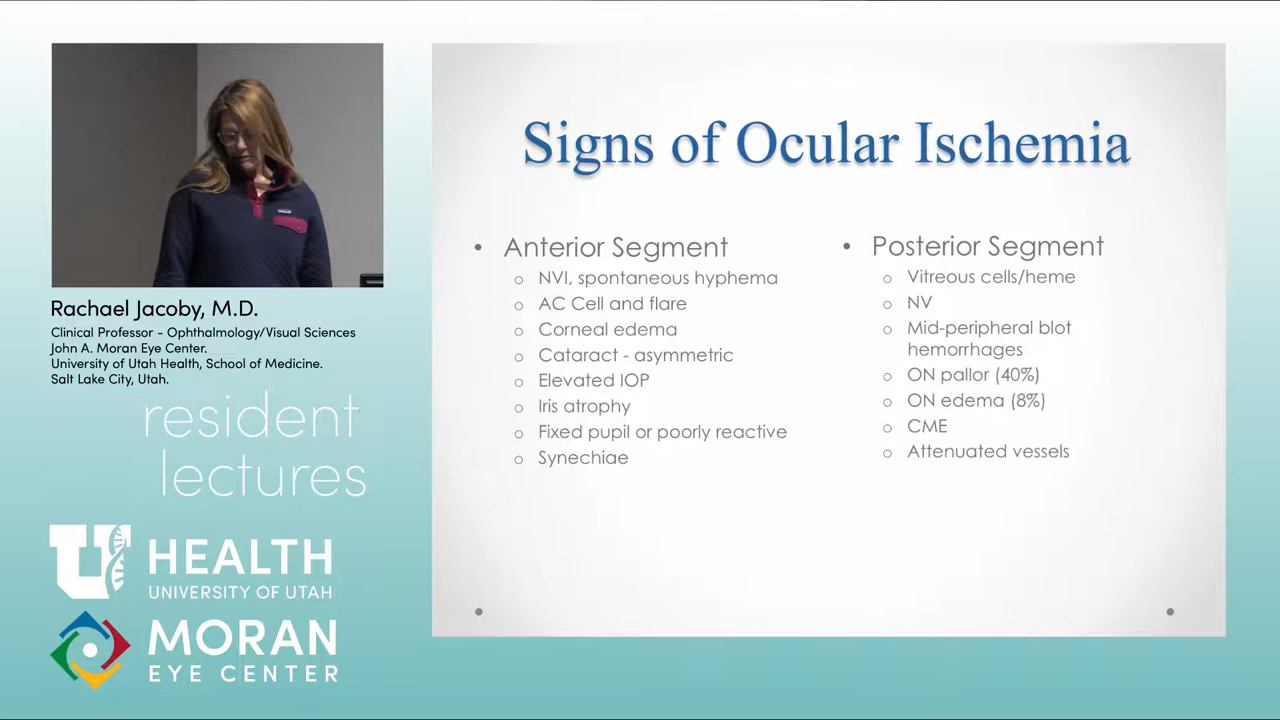 Rachael Jacoby, M.D.
Clinical Professor - Ophthalmology/Visual Sciences
John A. Moran Eye Center.
University of Utah Health, School of Medicine.
Salt Lake City, Utah.
resident
lectures
U HEALTH
UNIVERSITY OF UTAH
MORAN
EYE CENTER
Signs of Ocular Ischemia
• Anterior Segment
o NVI, spontaneous hyphema
o AC Cell and flare
o Corneal edema
o Cataract - asymmetric
o Elevated IOP
o Iris atrophy
o Fixed pupil or poorly reactive
o Synechiae
• Posterior Segment
o Vitreous cells/heme
o NV
o Mid-peripheral blot
hemorrhages
o ON pallor (40%)
o ON edema (8%)
o CME
o Attenuated vessels